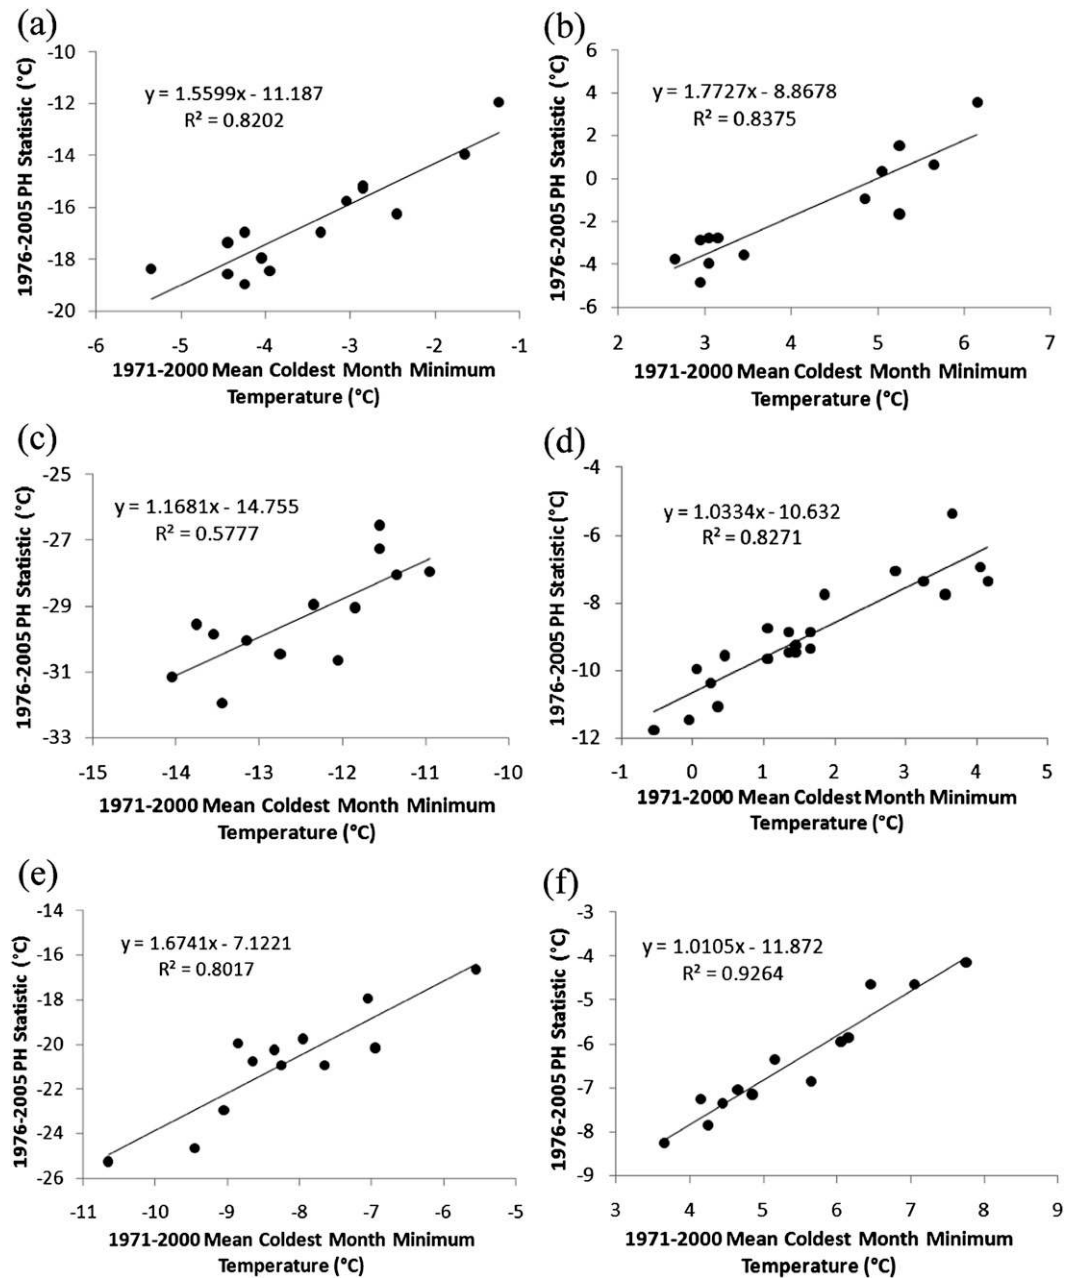 (a)
1976-2005 PH Statistic (°C)
-10
-12
-14
-16
-18
-20
y = 1.5599x - 11.187
R² = 0.8202
-6 -5 -4 -3 -2 -1
1971-2000 Mean Coldest Month Minimum
Temperature (°C)
(b)
1976-2005 PH Statistic (°C)
6
4
2
0
-2
-4
-6
y = 1.7727x - 8.8678
R² = 0.8375
2 3 4 5 6 7
1971-2000 Mean Coldest Month Minimum
Temperature (°C)
(c)
1976-2005 PH Statistic (°C)
-25
-27
-29
-31
-33
y = 1.1681x - 14.755
R² = 0.5777
-15 -14 -13 -12 -11 -10
1971-2000 Mean Coldest Month Minimum
Temperature (°C)
(d)
1976-2005 PH Statistic (°C)
-4
-6
-8
-10
-12
y = 1.0334x - 10.632
R² = 0.8271
-1 0 1 2 3 4 5
1971-2000 Mean Coldest Month Minimum
Temperature (°C)
(e)
1976-2005 PH Statistic (°C)
-14
-16
-18
-20
-22
-24
-26
y = 1.6741x - 7.1221
R² = 0.8017
-11 -10 -9 -8 -7 -6 -5
1971-2000 Mean Coldest Month Minimum
Temperature (°C)
(f)
1976-2005 PH Statistic (°C)
-3
-4
-5
-6
-7
-8
-9
y = 1.0105x - 11.872
R² = 0.9264
3 4 5 6 7 8 9
1971-2000 Mean Coldest Month Minimum
Temperature (°C)